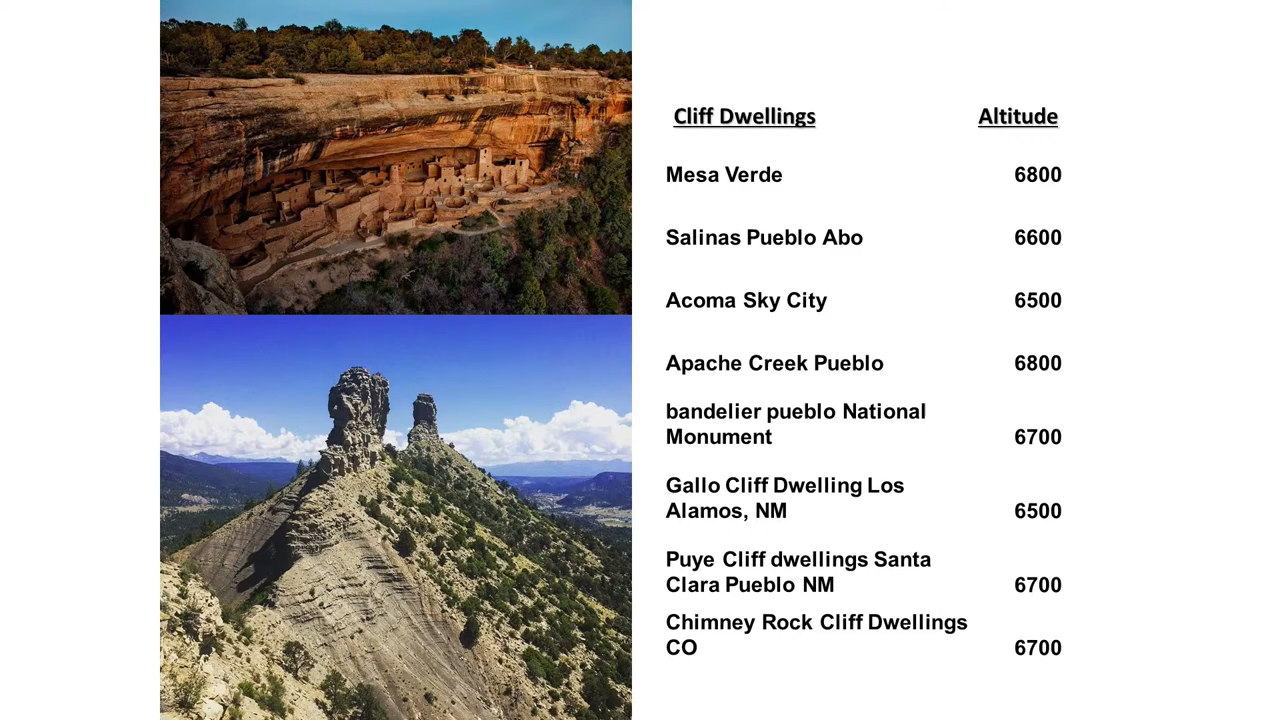 Cliff Dwellings Altitude
Mesa Verde 6800
Salinas Pueblo Abo 6600
Acoma Sky City 6500
Apache Creek Pueblo 6800
bandelier pueblo National
Monument 6700
Gallo Cliff Dwelling Los
Alamos, NM 6500
Puye Cliff dwellings Santa
Clara Pueblo NM 6700
Chimney Rock Cliff Dwellings
CO 6700